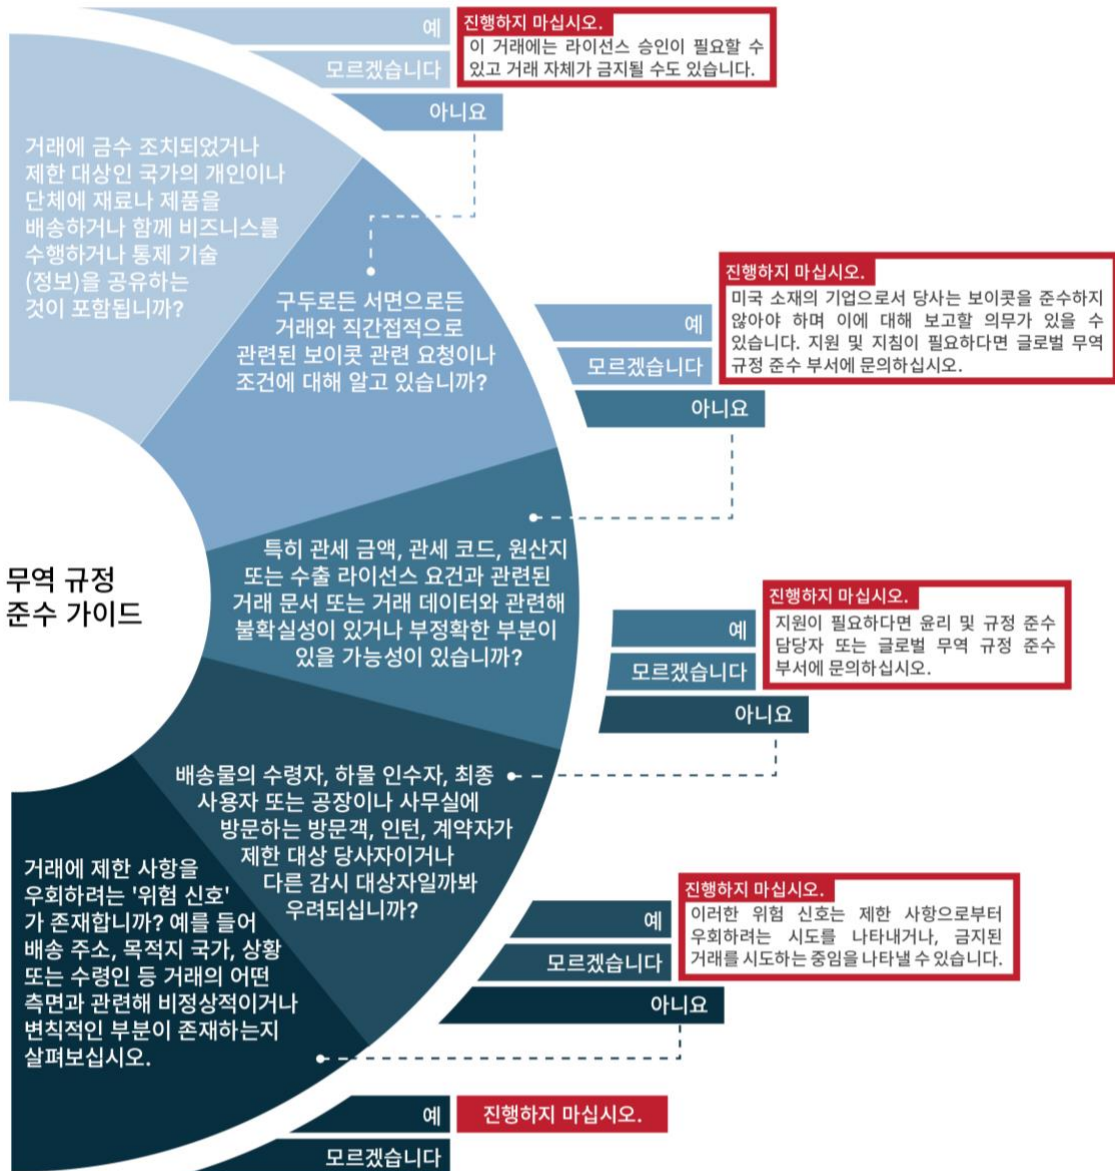 예
모르겠습니다
아니요
진행하지 마십시오.
이 거래에는 라이선스 승인이 필요할 수
있고 거래 자체가 금지될 수도 있습니다.
거래에 금수 조치되었거나
제한 대상인 국가의 개인이나
단체에 재료나 제품을
배송하거나 함께 비즈니스를
수행하거나 통제 기술
(정보)을 공유하는
것이 포함됩니까?
구두로든 서면으로든
거래와 직간접적으로
관련된 보이콧 관련 요청이나
조건에 대해 알고 있습니까?
예
모르겠습니다
아니요
진행하지 마십시오.
미국 소재의 기업으로서 당사는 보이콧을 준수하지
않아야 하며 이에 대해 보고할 의무가 있을 수
있습니다. 지원 및 지침이 필요하다면 글로벌 무역
규정 준수 부서에 문의하십시오.
무역 규정
준수 가이드
특히 관세 금액, 관세 코드, 원산지
또는 수출 라이선스 요건과 관련된
거래 문서 또는 거래 데이터와 관련해
불확실성이 있거나 부정확한 부분이
있을 가능성이 있습니까?
예
모르겠습니다
아니요
진행하지 마십시오.
지원이 필요하다면 윤리 및 규정 준수
담당자 또는 글로벌 무역 규정 준수
부서에 문의하십시오.
배송물의 수령자, 하물 인수자, 최종
사용자 또는 공장이나 사무실에
방문하는 방문객, 인턴, 계약자가
제한 대상 당사자이거나
다른 감시 대상자일까봐
우려되십니까?
예
모르겠습니다
아니요
진행하지 마십시오.
이러한 위험 신호는 제한 사항으로부터
우회하려는 시도를 나타내거나, 금지된
거래를 시도하는 중임을 나타낼 수 있습니다.
거래에 제한 사항을
우회하려는 '위험 신호'
가 존재합니까? 예를 들어
배송 주소, 목적지 국가, 상황
또는 수령인 등 거래의 어떤
측면과 관련해 비정상적이거나
변칙적인 부분이 존재하는지
살펴보십시오.
예
모르겠습니다
진행하지 마십시오.